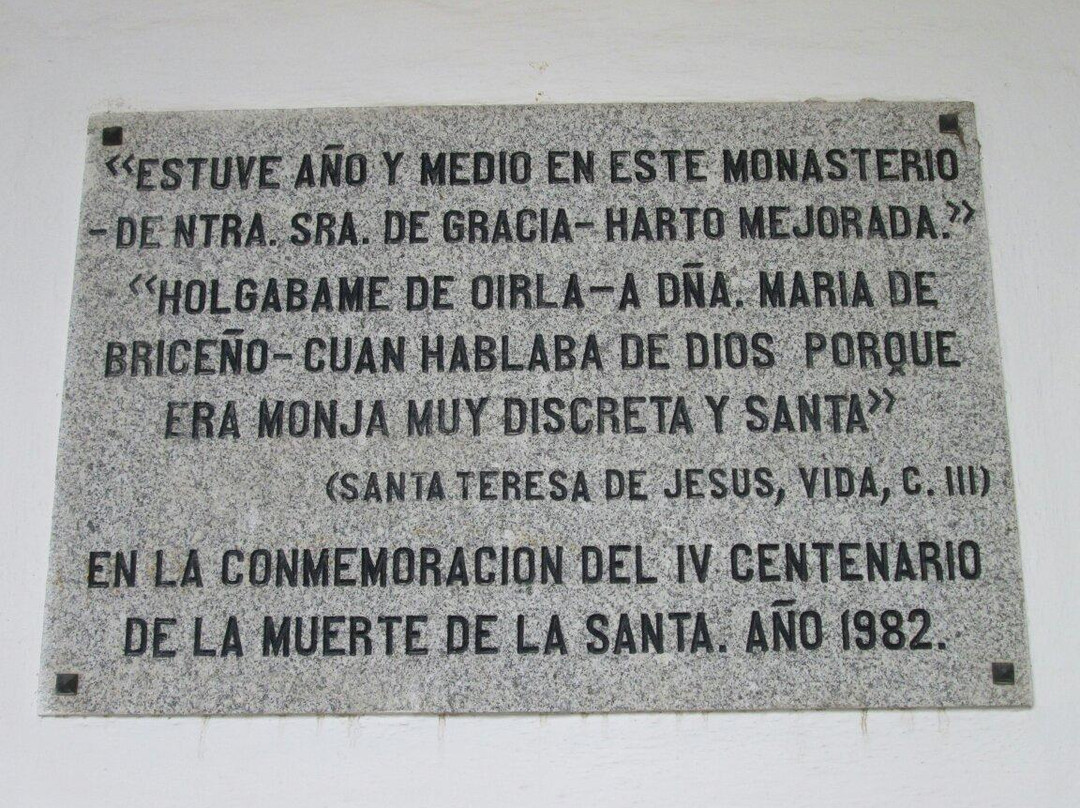 «ESTUVE AÑO Y MEDIO EN ESTE MONASTERIO
-DE NTRA. SRA. DE GRACIA- HARTO MEJORADA.»
«HOLGABAME DE OIRLA-A DÑA. MARIA DE
BRICEÑO-CUAN HABLABA DE DIOS PORQUE
ERA MONJA MUY DISCRETA Y SANTA»
(SANTA TERESA DE JESUS, VIDA, C. III)
EN LA CONMEMORACION DEL IV CENTENARIO
DE LA MUERTE DE LA SANTA. AÑO 1982.